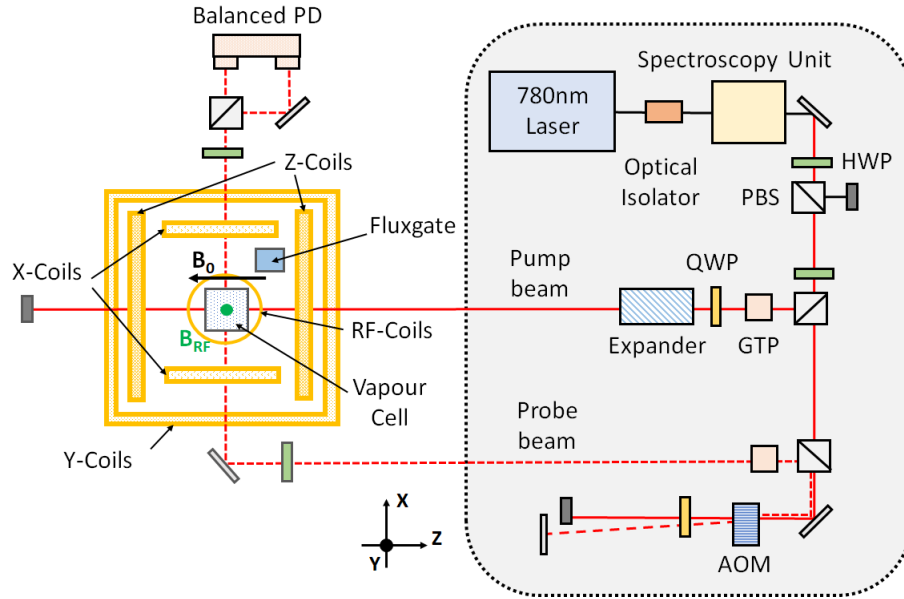 Balanced PD
Spectroscopy Unit
780nm
Laser
Optical
Isolator
HWP
PBS
Z-Coils
Fluxgate
X-Coils
B0
Pump
beam
QWP
RF-Coils
BRF
Expander
GTP
Vapour
Cell
Probe
beam
Y-Coils
X
Z
Y
AOM